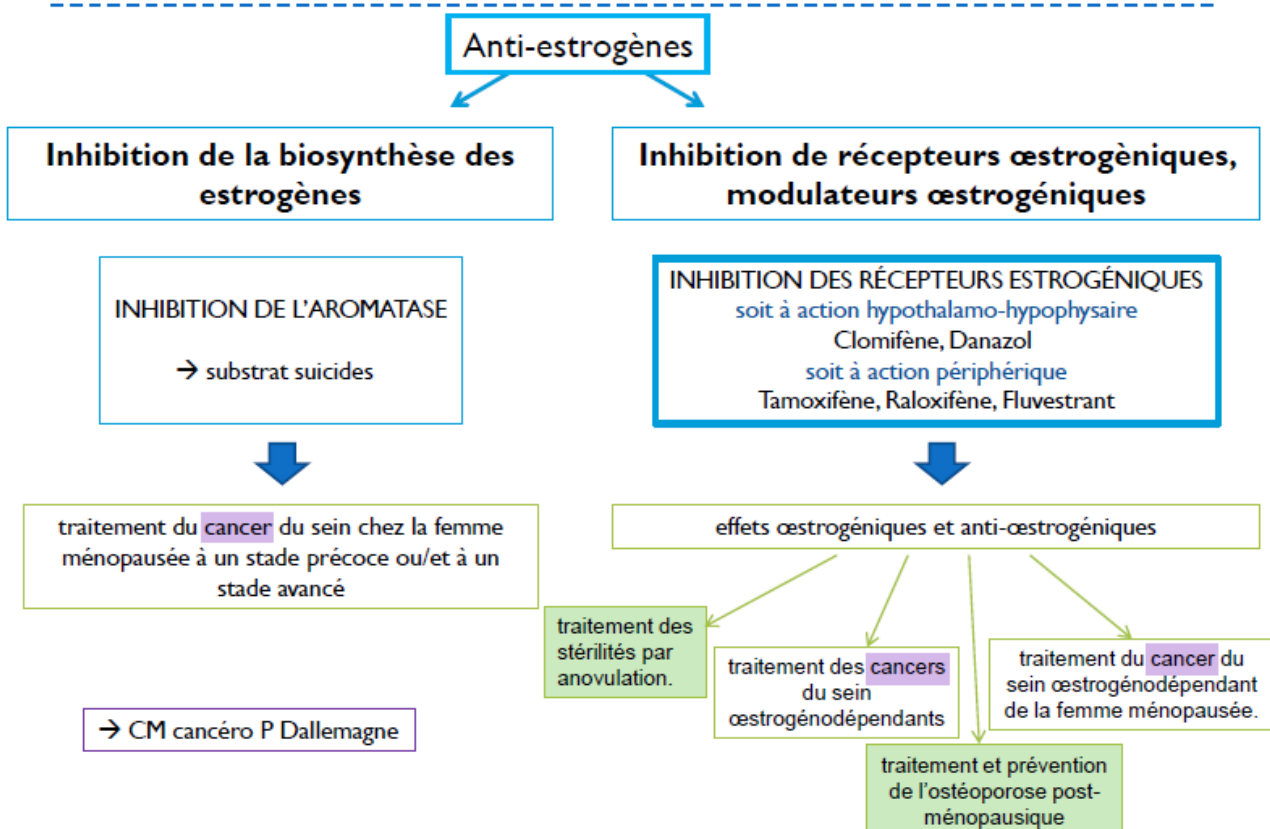 Anti-estrogènes
Inhibition de la biosynthèse des
estrogènes
Inhibition de récepteurs œstrogèniques,
modulateurs œstrogéniques
INHIBITION DE L'AROMATASE
→ substrat suicides
INHIBITION DES RÉCEPTEURS ESTROGÉNIQUES
soit à action hypothalamo-hypophysaire
Clomifène, Danazol
soit à action périphérique
Tamoxifène, Raloxifène, Fluvestrant
traitement du cancer du sein chez la femme
ménopausée à un stade précoce ou/et à un
stade avancé
effets œstrogéniques et anti-œstrogéniques
traitement des
stérilités par
anovulation.
traitement des cancers
du sein
œstrogénodépendants
traitement du cancer du
sein œstrogénodépendant
de la femme ménopausée.
→ CM cancéro P Dallemagne
traitement et prévention
de l'ostéoporose post-
ménopausique